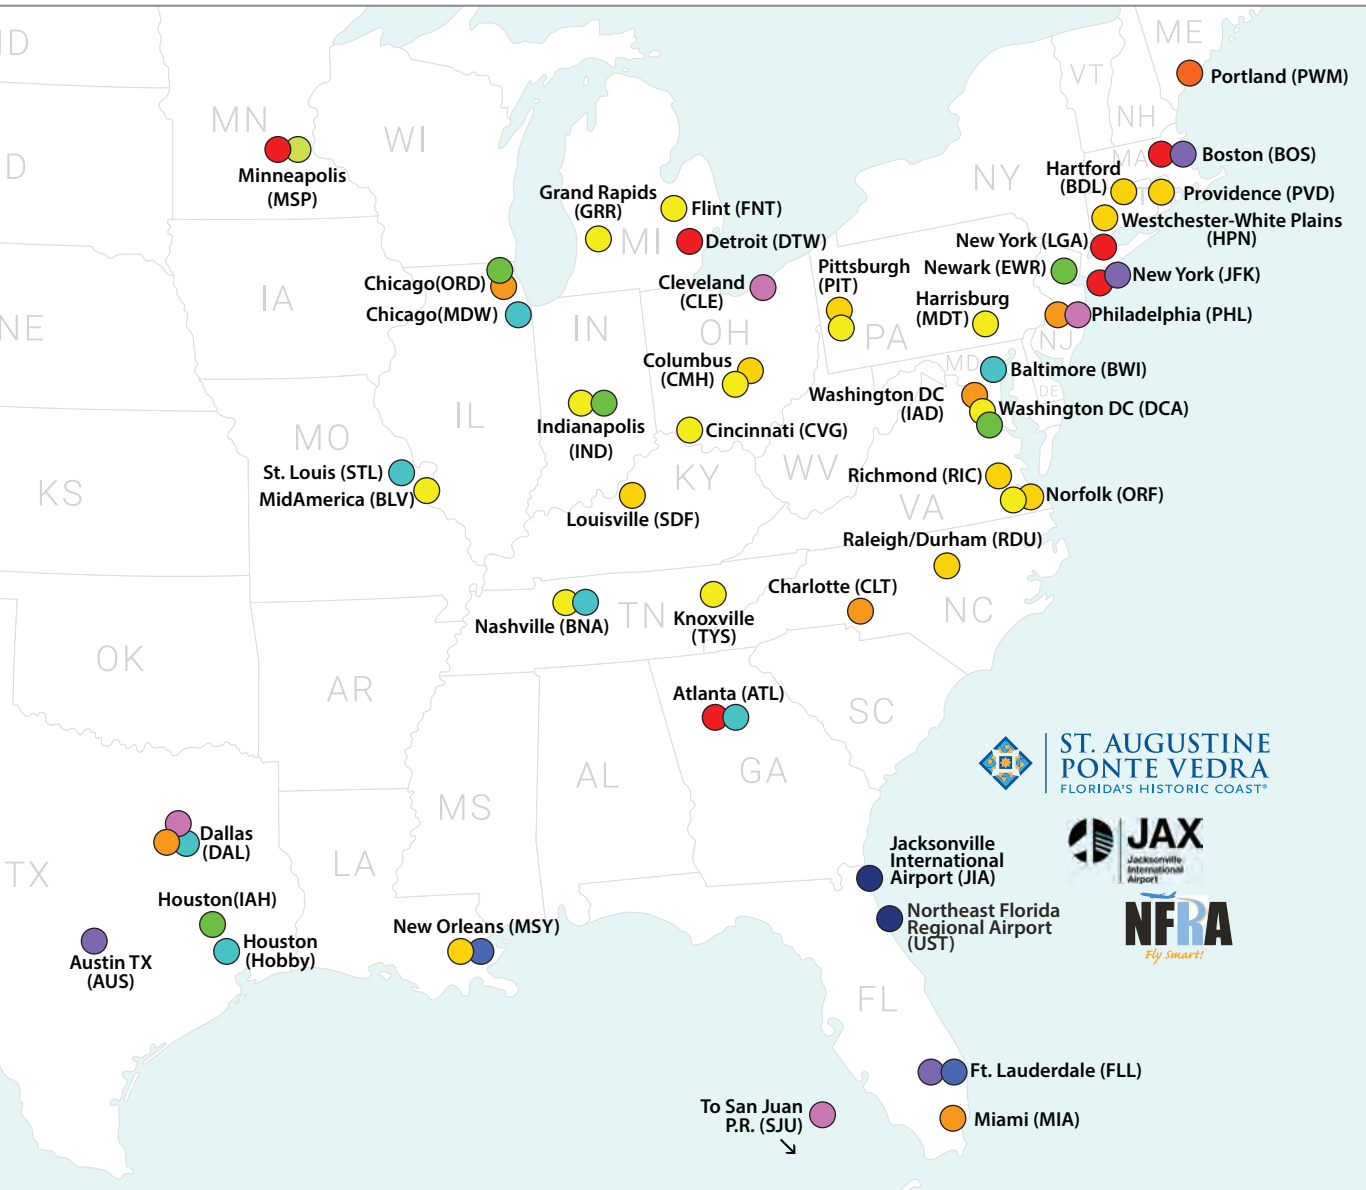 ID
ME
VT
Portland (PWM)
MN
NH
WI
MA
Boston (BOS)
D
Minneapolis
(MSP)
NY
Hartford
(BDL)
Providence (PVD)
Grand Rapids
(GRR)
Flint (FNT)
Westchester-White Plains
(HPN)
MI
Detroit (DTW)
New York (LGA)
Pittsburgh
(PIT)
Newark (EWR)
New York (JFK)
Chicago(ORD)
Cleveland
(CLE)
IA
Harrisburg
(MDT)
Chicago(MDW)
Philadelphia (PHL)
NE
IN
OH
PA
NJ
Columbus
(CMH)
MD
Baltimore (BWI)
DE
Washington DC
(IAD)
Washington DC (DCA)
IL
Indianapolis
(IND)
Cincinnati (CVG)
MO
St. Louis (STL)
KY
WV
Richmond (RIC)
KS
MidAmerica (BLV)
Norfolk (ORF)
Louisville (SDF)
VA
Raleigh/Durham (RDU)
Charlotte (CLT)
TN
Nashville (BNA)
Knoxville
(TYS)
NC
OK
AR
Atlanta (ATL)
SC
ST. AUGUSTINE
PONTE VEDRA
FLORIDA'S HISTORIC COAST®
AL
GA
MS
Dallas
(DAL)
JAX
Jacksonville
International
Airport
Jacksonville
International
Airport (JIA)
TX
LA
Houston(IAH)
Northeast Florida
Regional Airport
(UST)
NFRA
Fly Smart!
New Orleans (MSY)
Houston
(Hobby)
Austin TX
(AUS)
FL
Ft. Lauderdale (FLL)
To San Juan
P.R. (SJU)
Miami (MIA)